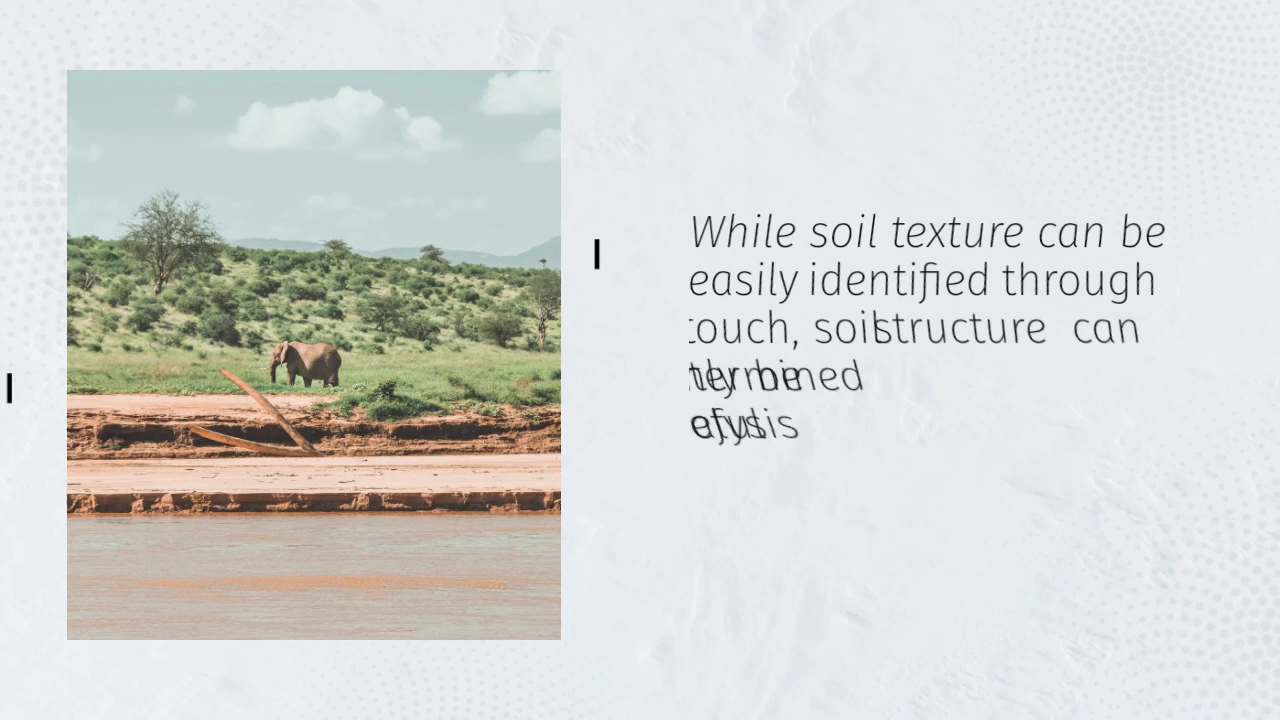 While soil texture can be
easily identified through
touch, soil structure can